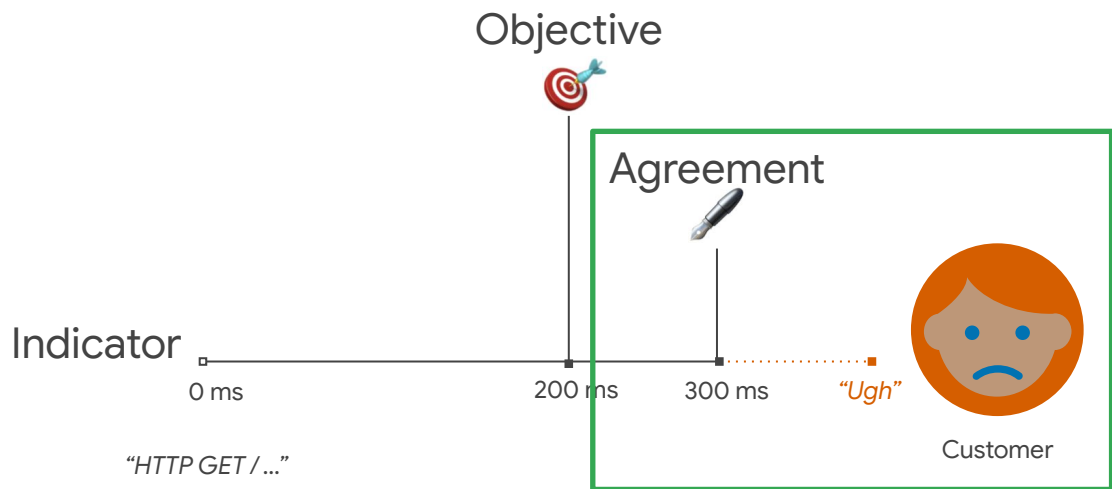 Objective
Agreement
Indicator
0 ms
200 ms
300 ms
“Ugh”
Customer
“HTTP GET / ...”